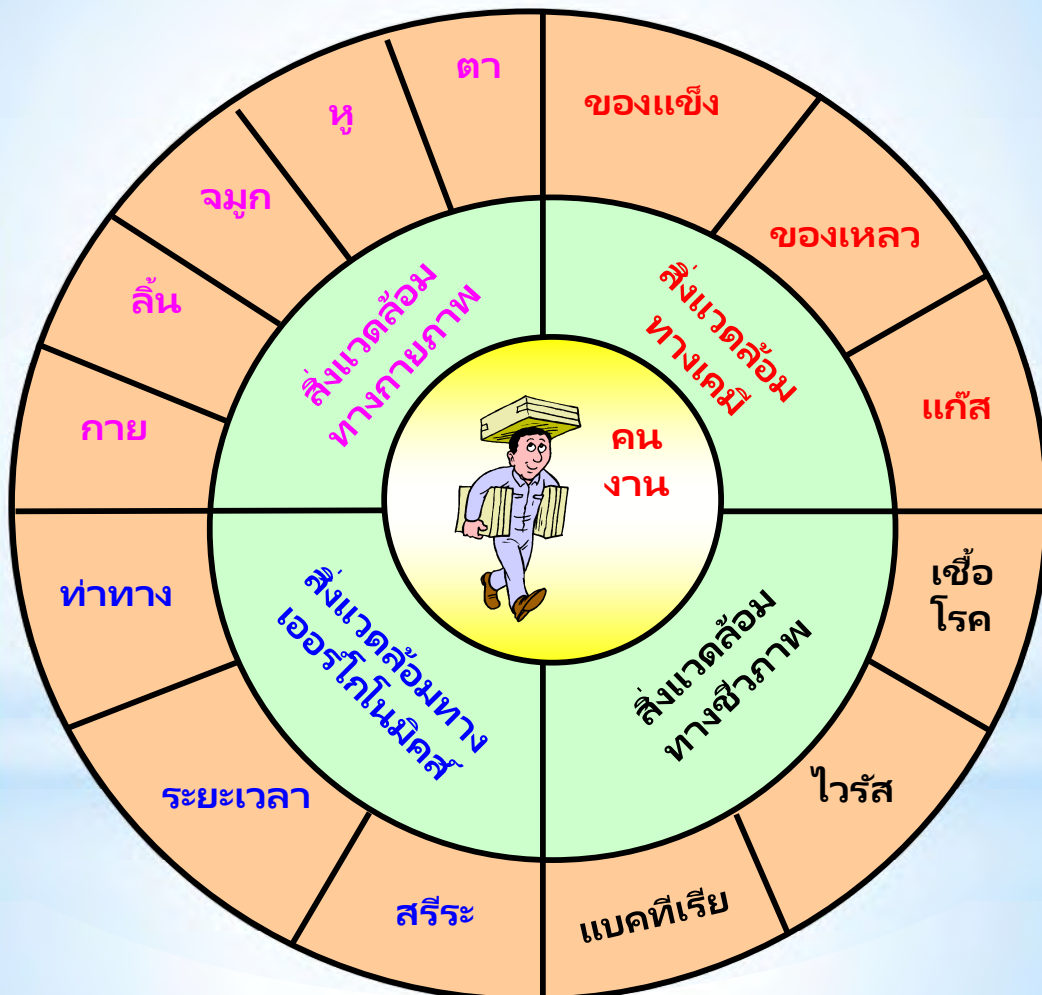 ตา
หู
จมูก
ลิ้น
กาย
สิ่งแวดล้อม
ทางกายภาพ
ของแข็ง
ของเหลว
แก๊ส
สิ่งแวดล้อม
ทางเคมี
คน
งาน
ท่าทาง
ระยะเวลา
สรีระ
สิ่งแวดล้อมทาง
เออร์โกโนมิคส์
เชื้อ
โรค
ไวรัส
แบคทีเรีย
สิ่งแวดล้อม
ทางชีวภาพ